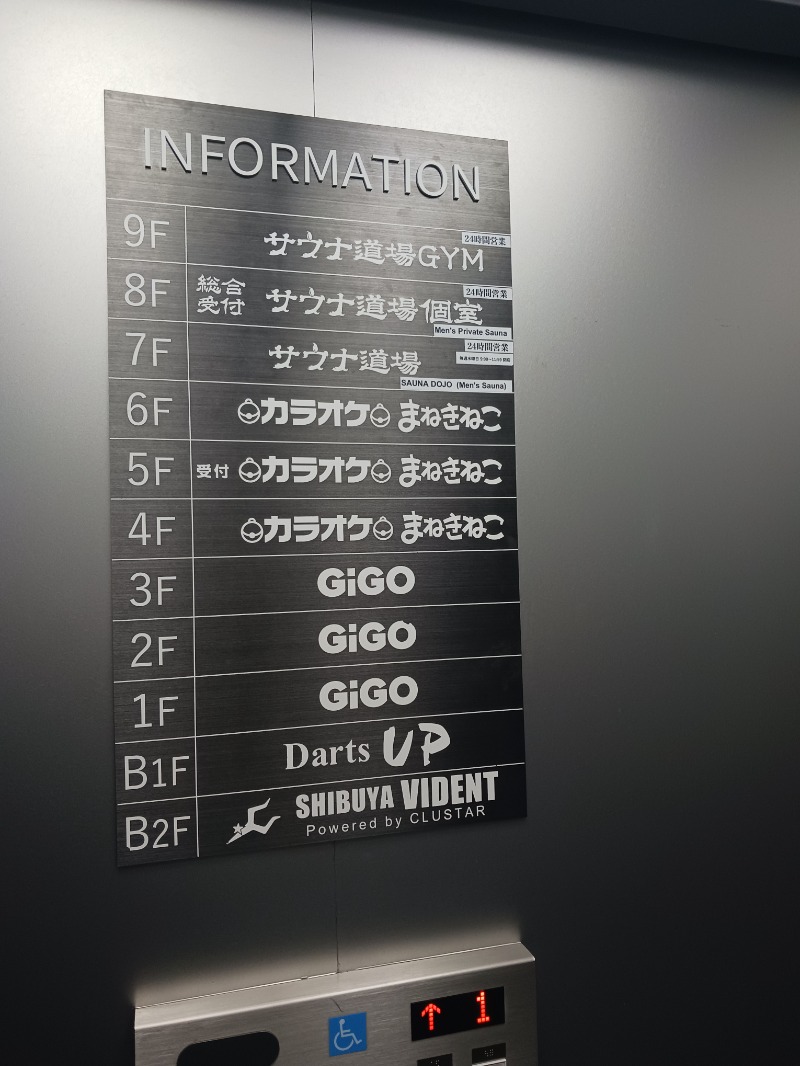 INFORMATION
9F サウナ道場GYM 24時間営業
8F 総合受付 サウナ道場個室 24時間営業
Men's Private Sauna
7F サウナ道場 24時間営業
SAUNA DOJO (Men's Sauna)
6F カラオケ まねきねこ
5F 受付 カラオケ まねきねこ
4F カラオケ まねきねこ
3F GiGO
2F GiGO
1F GiGO
B1F Darts UP
B2F SHIBUYA VIDENT
Powered by CLUSTAR
↑ 1